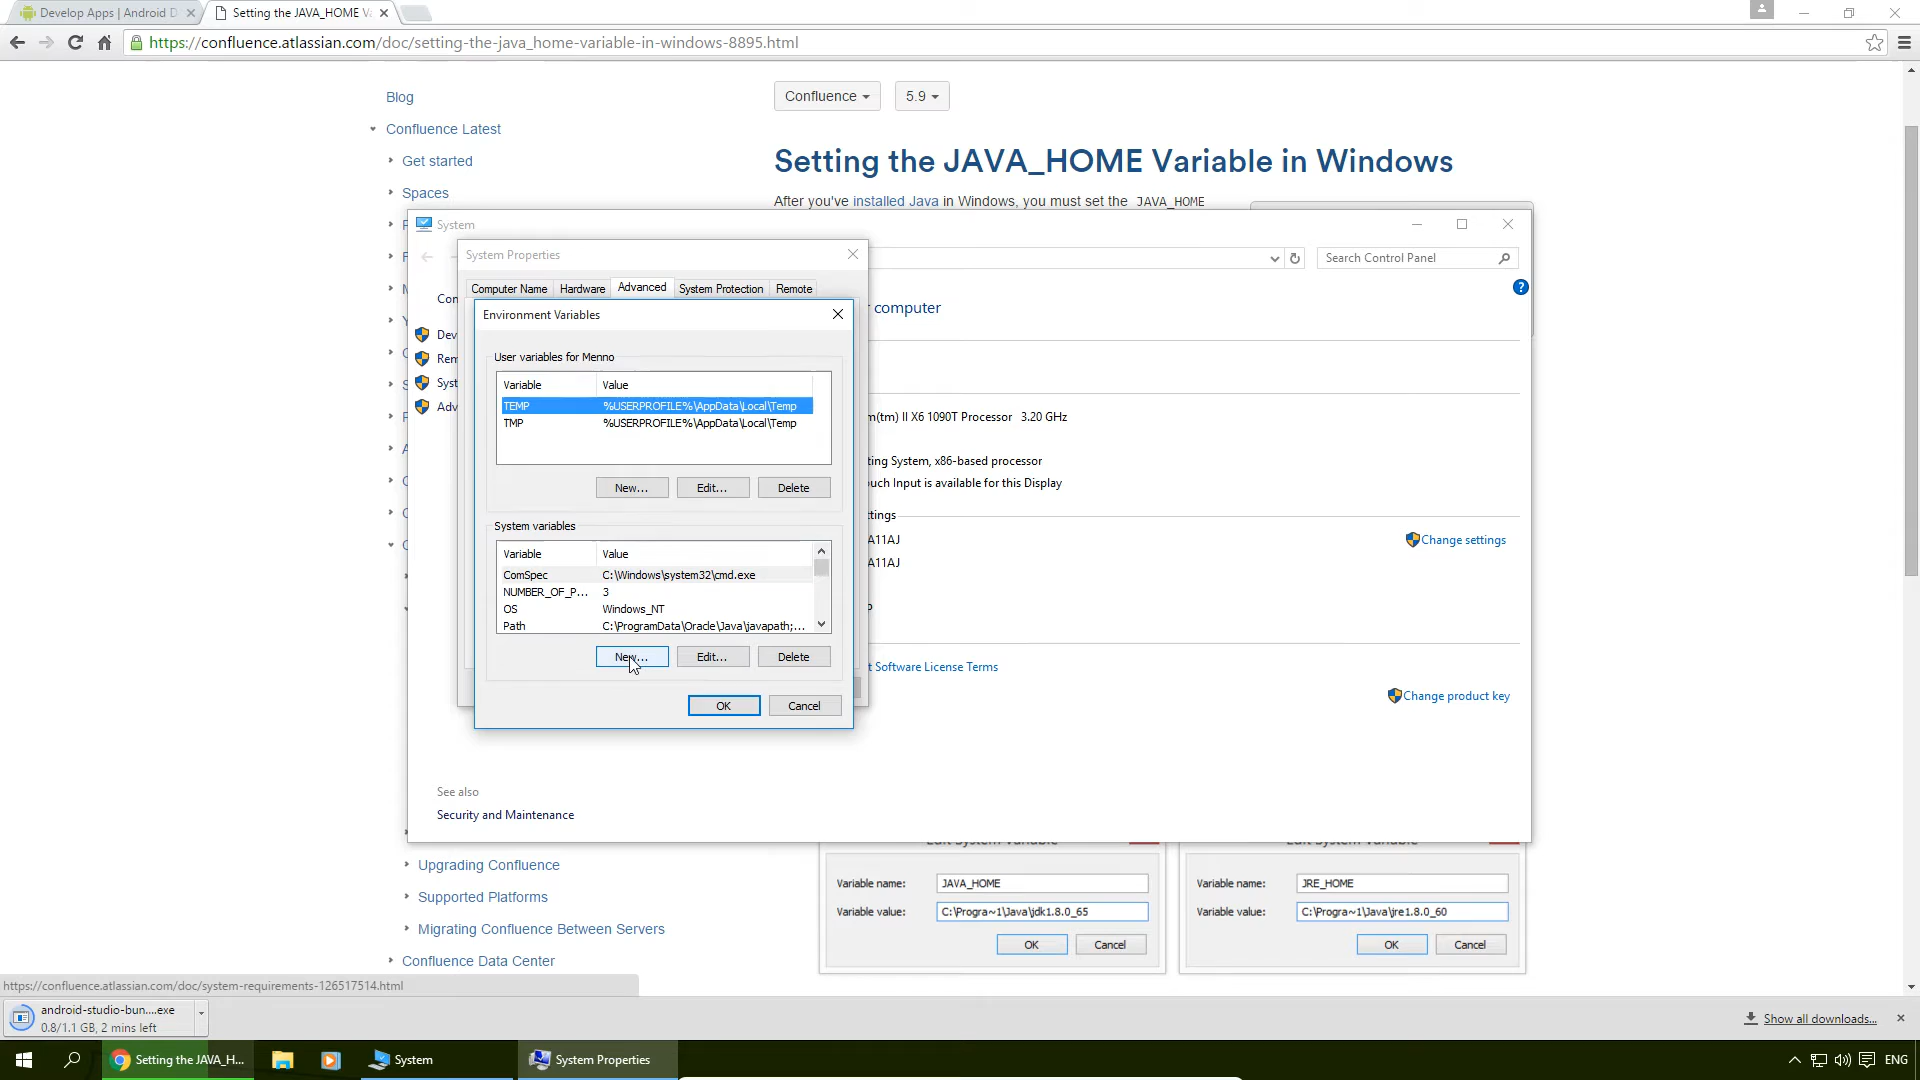 Develop Apps | Android D
Setting the JAVA_HOME V
https://confluence.atlassian.com/doc/setting-the-java_home-variable-in-windows-8895.html
Blog
Confluence Latest
Get started
Spaces
Confluence
5.9
Setting the JAVA_HOME Variable in Windows
After you've installed Java in Windows, you must set the JAVA_HOME
System
Search Control Panel
System Properties
Computer Name
Hardware
Advanced
System Protection
Remote
Con
Dev
Rem
Syst
Adv
computer
Environment Variables
User variables for Menno
Variable
Value
TEMP
%USERPROFILE%\AppData\Local\Temp
TMP
%USERPROFILE%\AppData\Local\Temp
New...
Edit...
Delete
System variables
Variable
Value
ComSpec
C:\Windows\system32\cmd.exe
NUMBER_OF_P...
3
OS
Windows_NT
Path
C:\ProgramData\Oracle\Java\javapath;...
New...
Edit...
Delete
OK
Cancel
m(tm) II X6 1090T Processor 3.20 GHz
ting System, x86-based processor
uch Input is available for this Display
ttings
A11AJ
Change settings
A11AJ
t Software License Terms
Change product key
See also
Security and Maintenance
Upgrading Confluence
Supported Platforms
Migrating Confluence Between Servers
Confluence Data Center
Variable name:
JAVA_HOME
Variable value:
C:\Progra~1\Java\jdk1.8.0_65
OK
Cancel
Variable name:
JRE_HOME
Variable value:
C:\Progra~1\Java\jre1.8.0_60
OK
Cancel
https://confluence.atlassian.com/doc/system-requirements-126517514.html
android-studio-bun....exe
0.8/1.1 GB, 2 mins left
Show all downloads...
Setting the JAVA_H...
System
System Properties
ENG